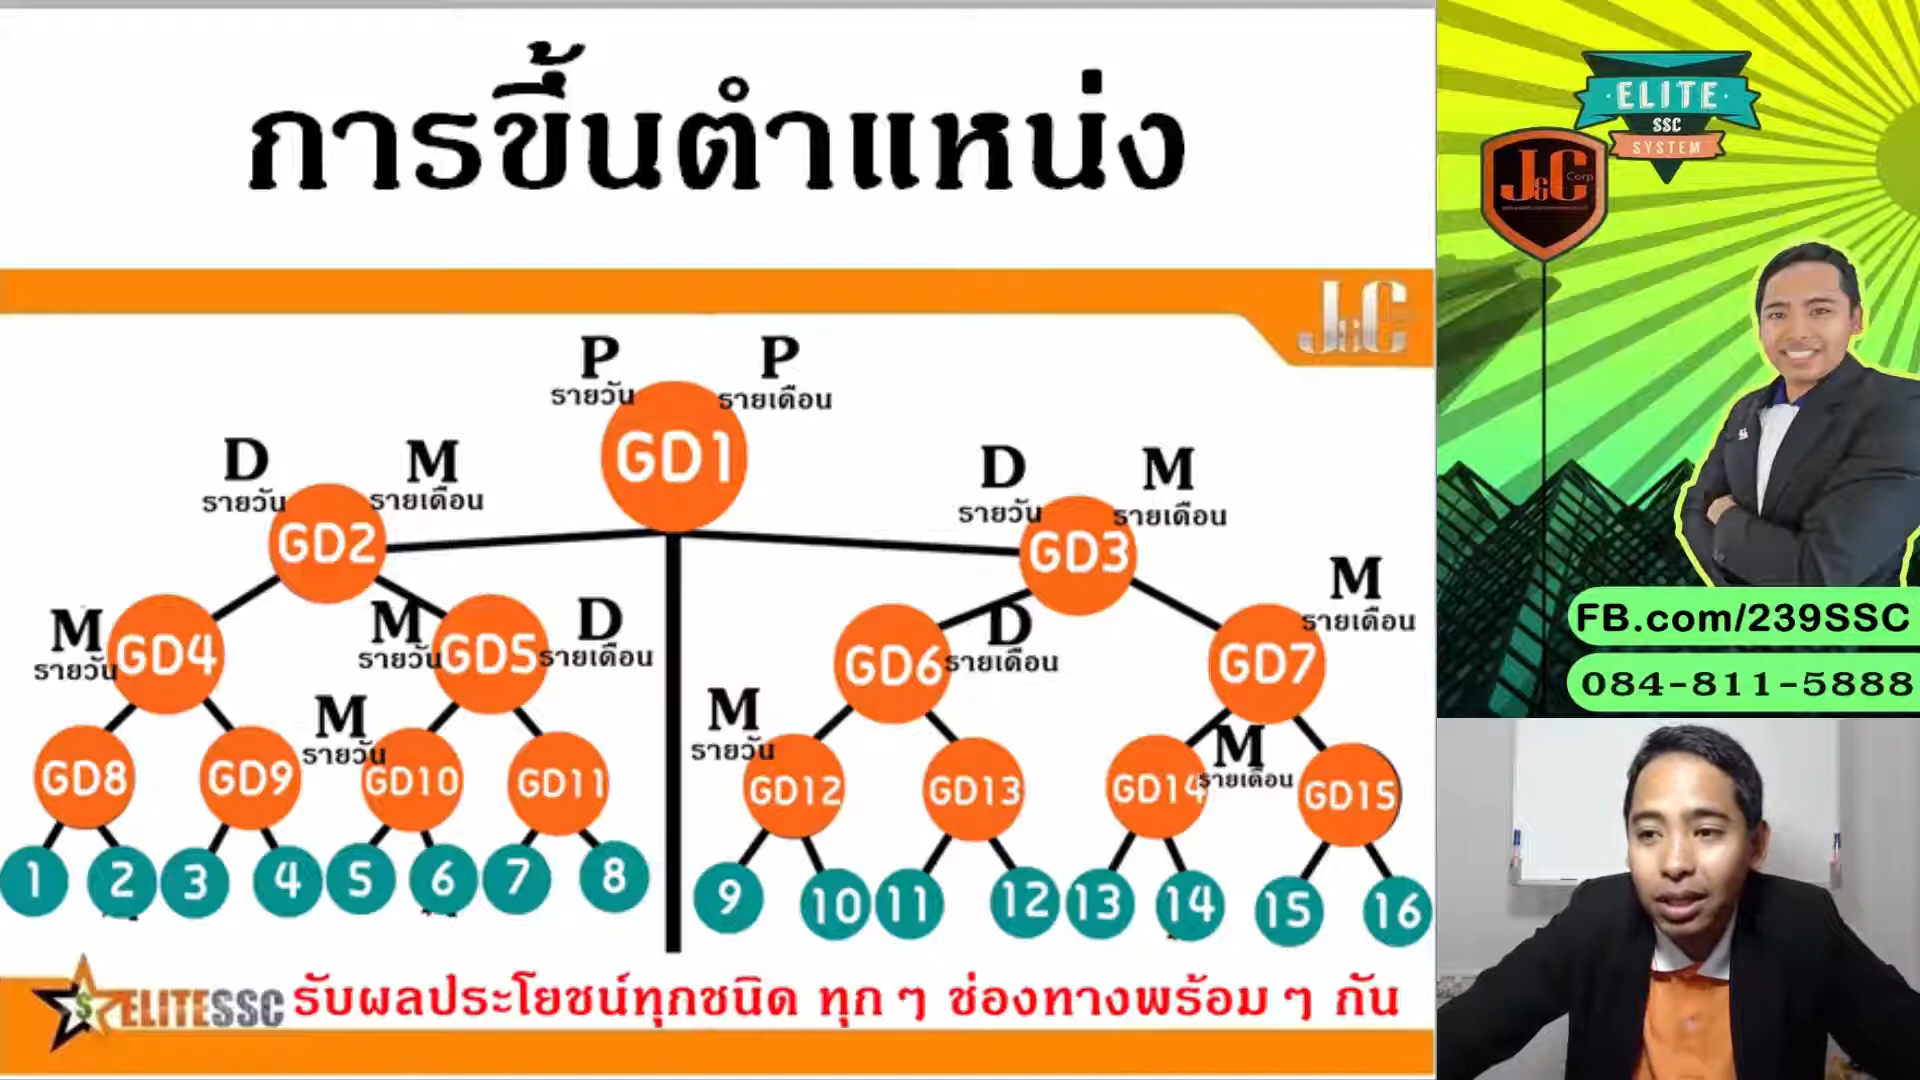 การขึ้นตำแหน่ง
J&C
P
รายวัน
P
รายเดือน
GD1
D
รายวัน
M
รายเดือน
GD2
D
รายวัน
M
รายเดือน
GD3
M
รายวัน
GD4
M
รายวัน
GD5
D
รายเดือน
GD6
D
รายเดือน
GD7
M
รายเดือน
GD8
GD9
M
รายวัน
GD10
GD11
M
รายวัน
GD12
GD13
GD14
M
รายเดือน
GD15
1 2 3 4 5 6 7 8 9 10 11 12 13 14 15 16
$ ELITESSC
รับผลประโยชน์ทุกชนิด ทุก ๆ ช่องทางพร้อม ๆ กัน
ELITE
SSC
SYSTEM
J&C Corp
FB.com/239SSC
084-811-5888